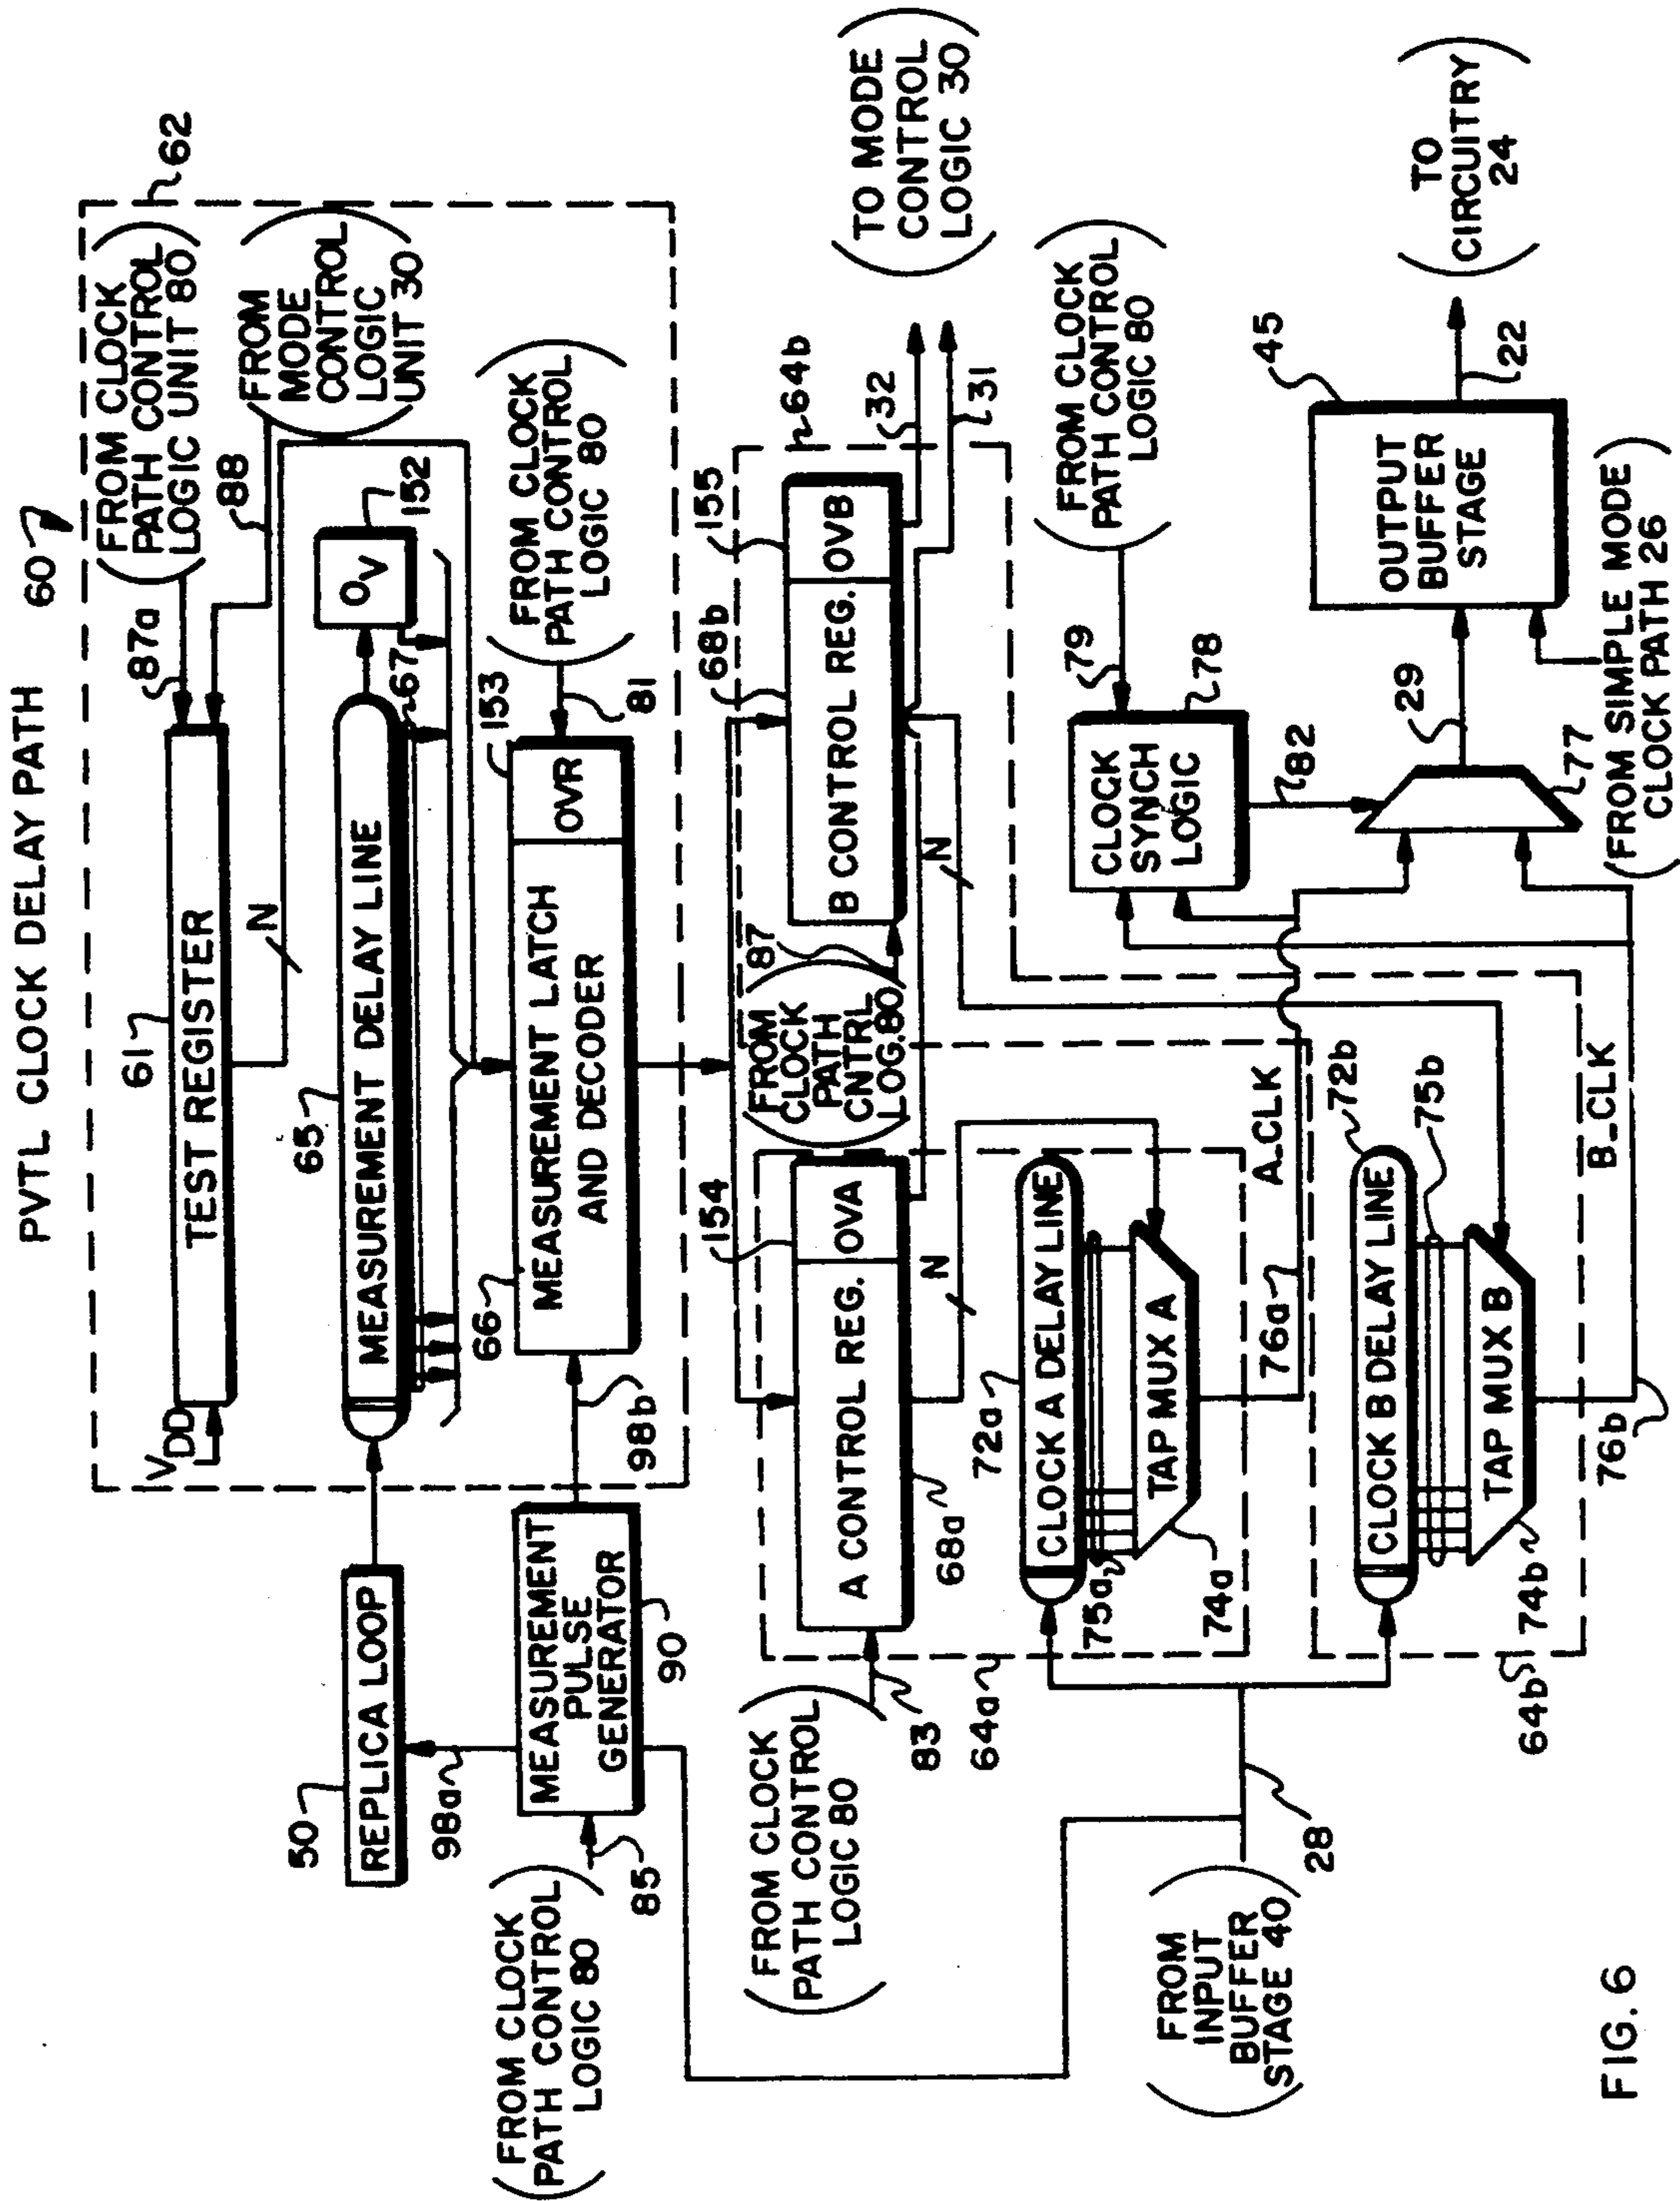 PVTL CLOCK DELAY PATH 60
62
61
TEST REGISTER
VDD
N
87a
(FROM CLOCK
PATH CONTROL
LOGIC UNIT 80)
88
(FROM
MODE
CONTROL
LOGIC
UNIT 30)
50
REPLICA LOOP
65
MEASUREMENT DELAY LINE
67
OV
152
98a
66
MEASUREMENT LATCH
AND DECODER
OVR
153
81
(FROM CLOCK
PATH CONTROL
LOGIC 80)
(FROM CLOCK
PATH CONTROL
LOGIC 80)
85
MEASUREMENT
PULSE
GENERATOR
90
98b
154
68b
155
64b
(FROM CLOCK
PATH CONTROL
LOGIC 80)
83
64a
A CONTROL REG.
OVA
68a
N
(FROM
CLOCK
PATH
CNTRL
LOG.80)
87
B CONTROL REG.
OVB
N
32
31
(TO MODE
CONTROL
LOGIC 30)
72a
CLOCK A DELAY LINE
75a
TAP MUX A
74a
76a
A_CLK
CLOCK
SYNCH
LOGIC
78
79
(FROM CLOCK
PATH CONTROL
LOGIC 80)
82
(FROM
INPUT
BUFFER
STAGE 40)
28
72b
CLOCK B DELAY LINE
75b
TAP MUX B
74b
64b
76b
B_CLK
77
29
OUTPUT
BUFFER
STAGE
45
22
(TO
CIRCUITRY
24)
(FROM SIMPLE MODE
CLOCK PATH 26)
FIG. 6